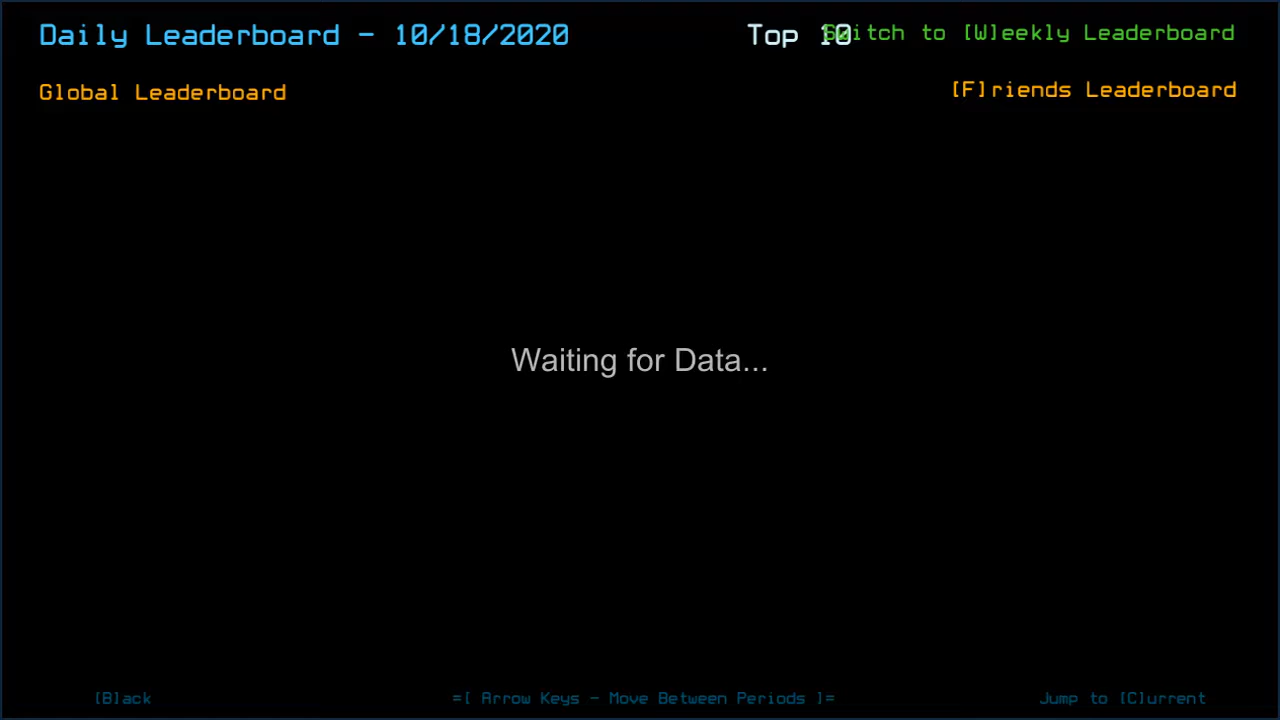 Daily Leaderboard - 10/18/2020 Top 10 Switch to [W]eekly Leaderboard
Global Leaderboard [F]riends Leaderboard
Waiting for Data...
[B]lack =[ Arrow Keys - Move Between Periods ]= Jump to [C]urrent